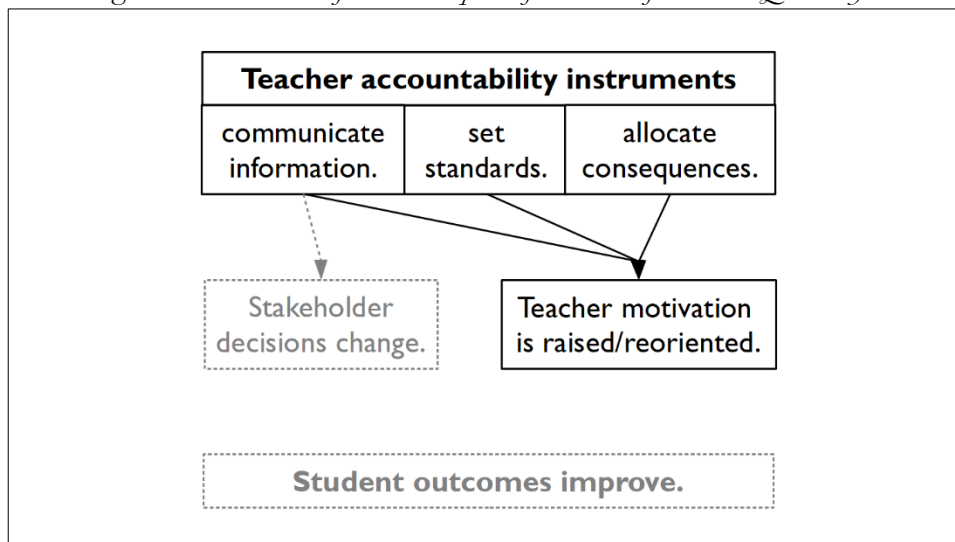 Teacher accountability instruments
communicate
information.
set
standards.
allocate
consequences.
Stakeholder
decisions change.
Teacher motivation
is raised/reoriented.
Student outcomes improve.